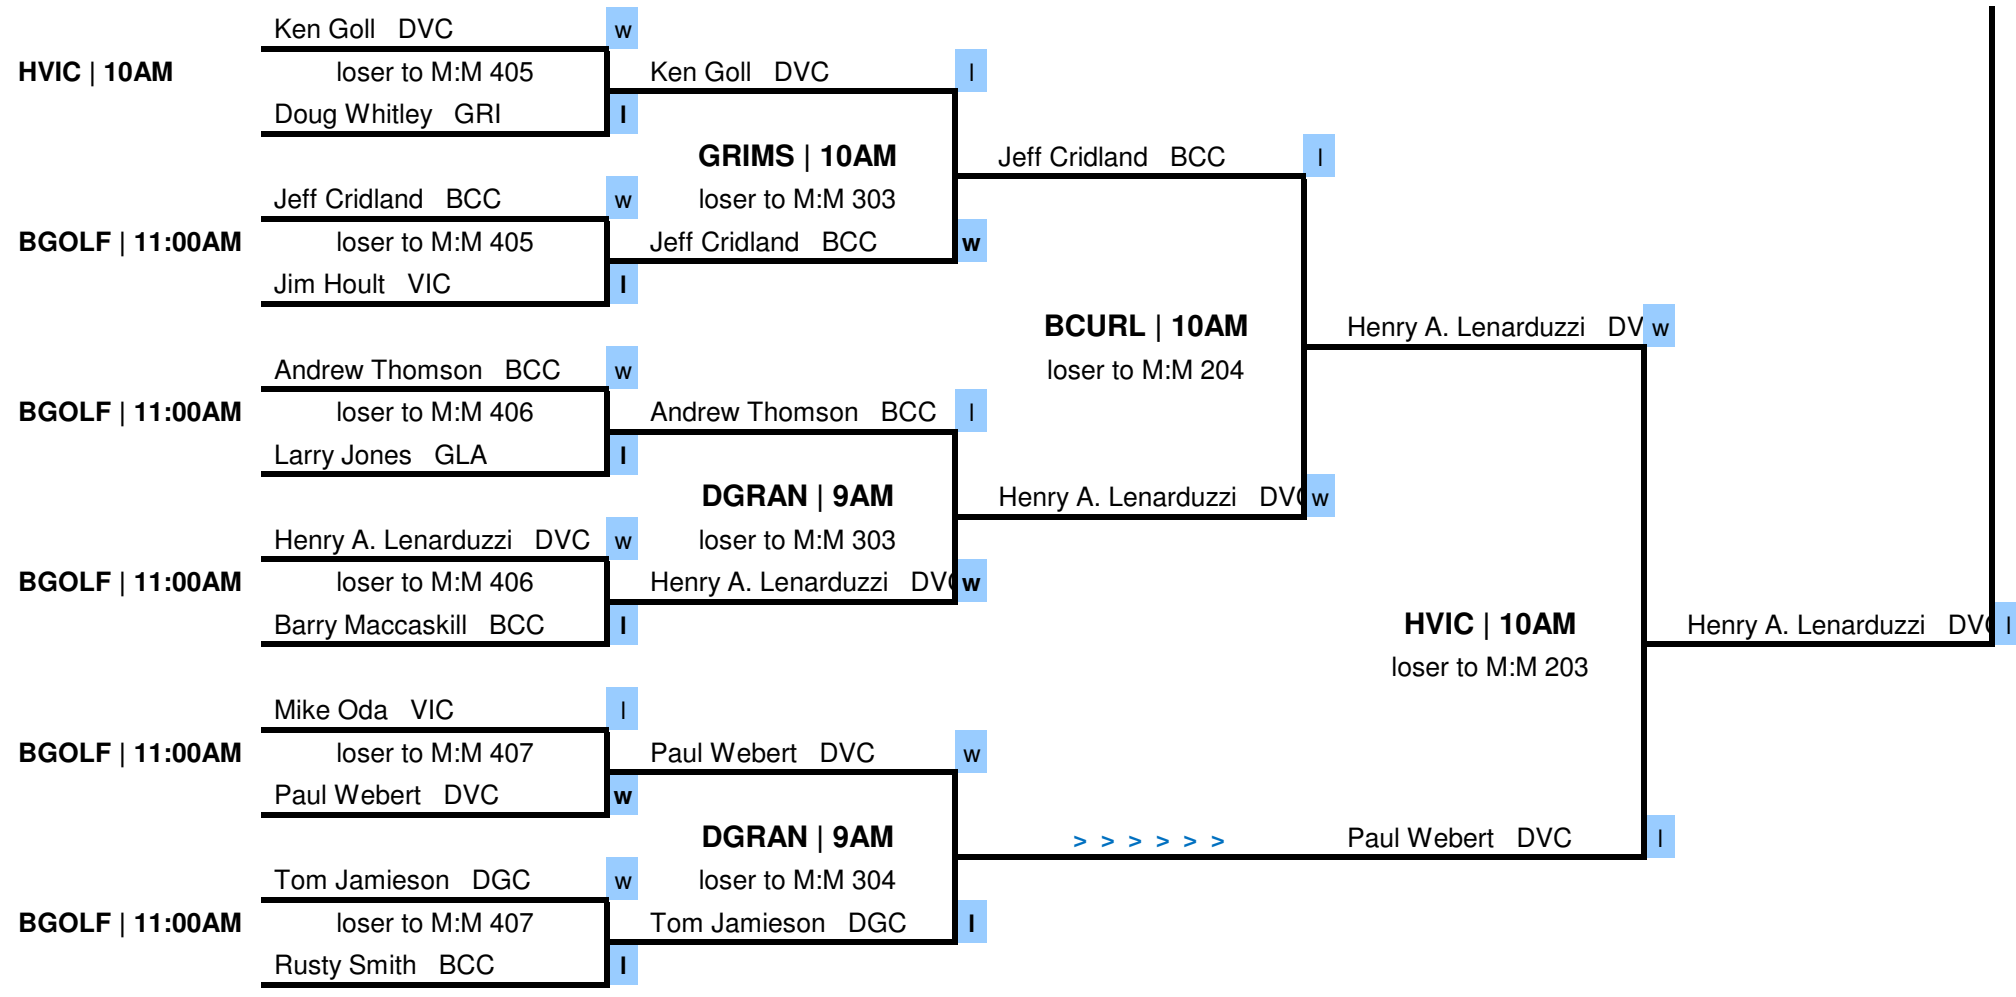 Ken Goll DVC w
HVIC | 10AM loser to M:M 405 Ken Goll DVC l
Doug Whitley GRI l
GRIMS | 10AM Jeff Cridland BCC l
Jeff Cridland BCC w loser to M:M 303
BGOLF | 11:00AM loser to M:M 405 Jeff Cridland BCC w
Jim Hoult VIC l
BCURL | 10AM Henry A. Lenarduzzi DV w
Andrew Thomson BCC w loser to M:M 204
BGOLF | 11:00AM loser to M:M 406 Andrew Thomson BCC l
Larry Jones GLA l
DGRAN | 9AM Henry A. Lenarduzzi DVC w
Henry A. Lenarduzzi DVC w loser to M:M 303
BGOLF | 11:00AM loser to M:M 406 Henry A. Lenarduzzi DVC w
Barry Maccaskill BCC l HVIC | 10AM Henry A. Lenarduzzi DVC l
loser to M:M 203
Mike Oda VIC l
BGOLF | 11:00AM loser to M:M 407 Paul Webert DVC w
Paul Webert DVC w
DGRAN | 9AM > > > > > > Paul Webert DVC l
Tom Jamieson DGC w loser to M:M 304
BGOLF | 11:00AM loser to M:M 407 Tom Jamieson DGC l
Rusty Smith BCC l